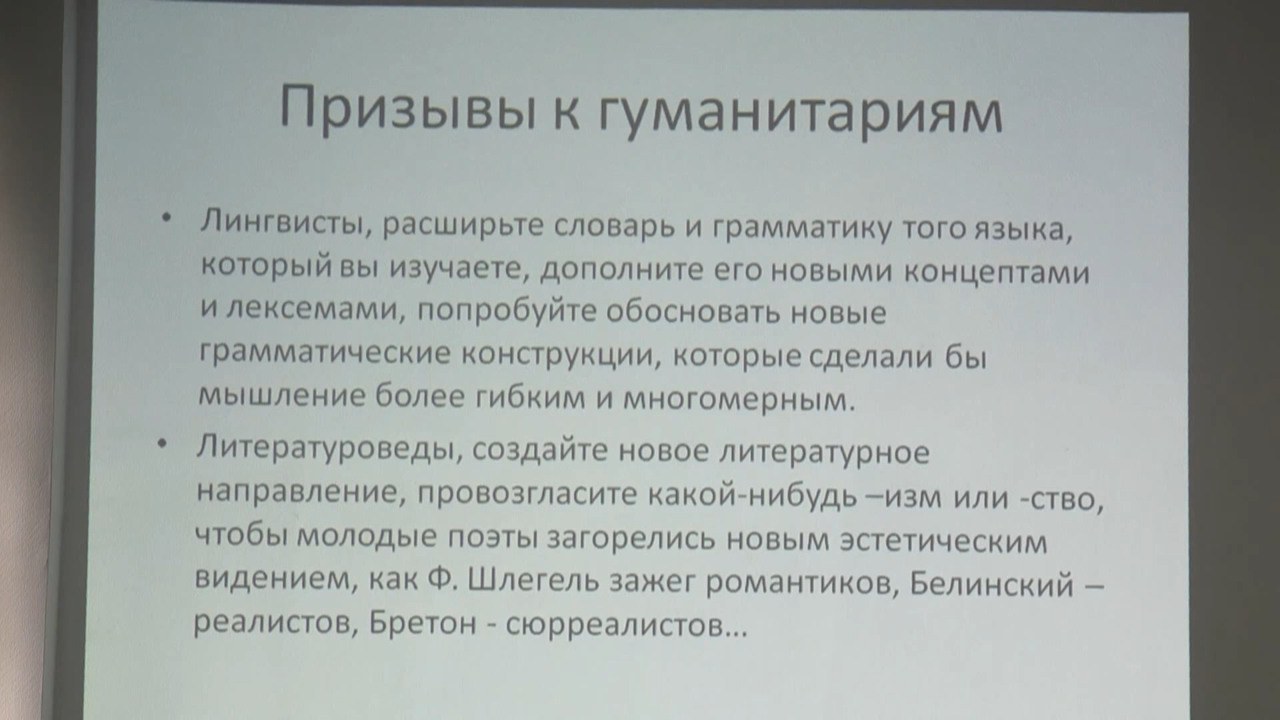 Призывы к гуманитариям
• Лингвисты, расширьте словарь и грамматику того языка,
который вы изучаете, дополните его новыми концептами
и лексемами, попробуйте обосновать новые
грамматические конструкции, которые сделали бы
мышление более гибким и многомерным.
• Литературоведы, создайте новое литературное
направление, провозгласите какой-нибудь –изм или -ство,
чтобы молодые поэты загорелись новым эстетическим
видением, как Ф. Шлегель зажег романтиков, Белинский –
реалистов, Бретон - сюрреалистов...